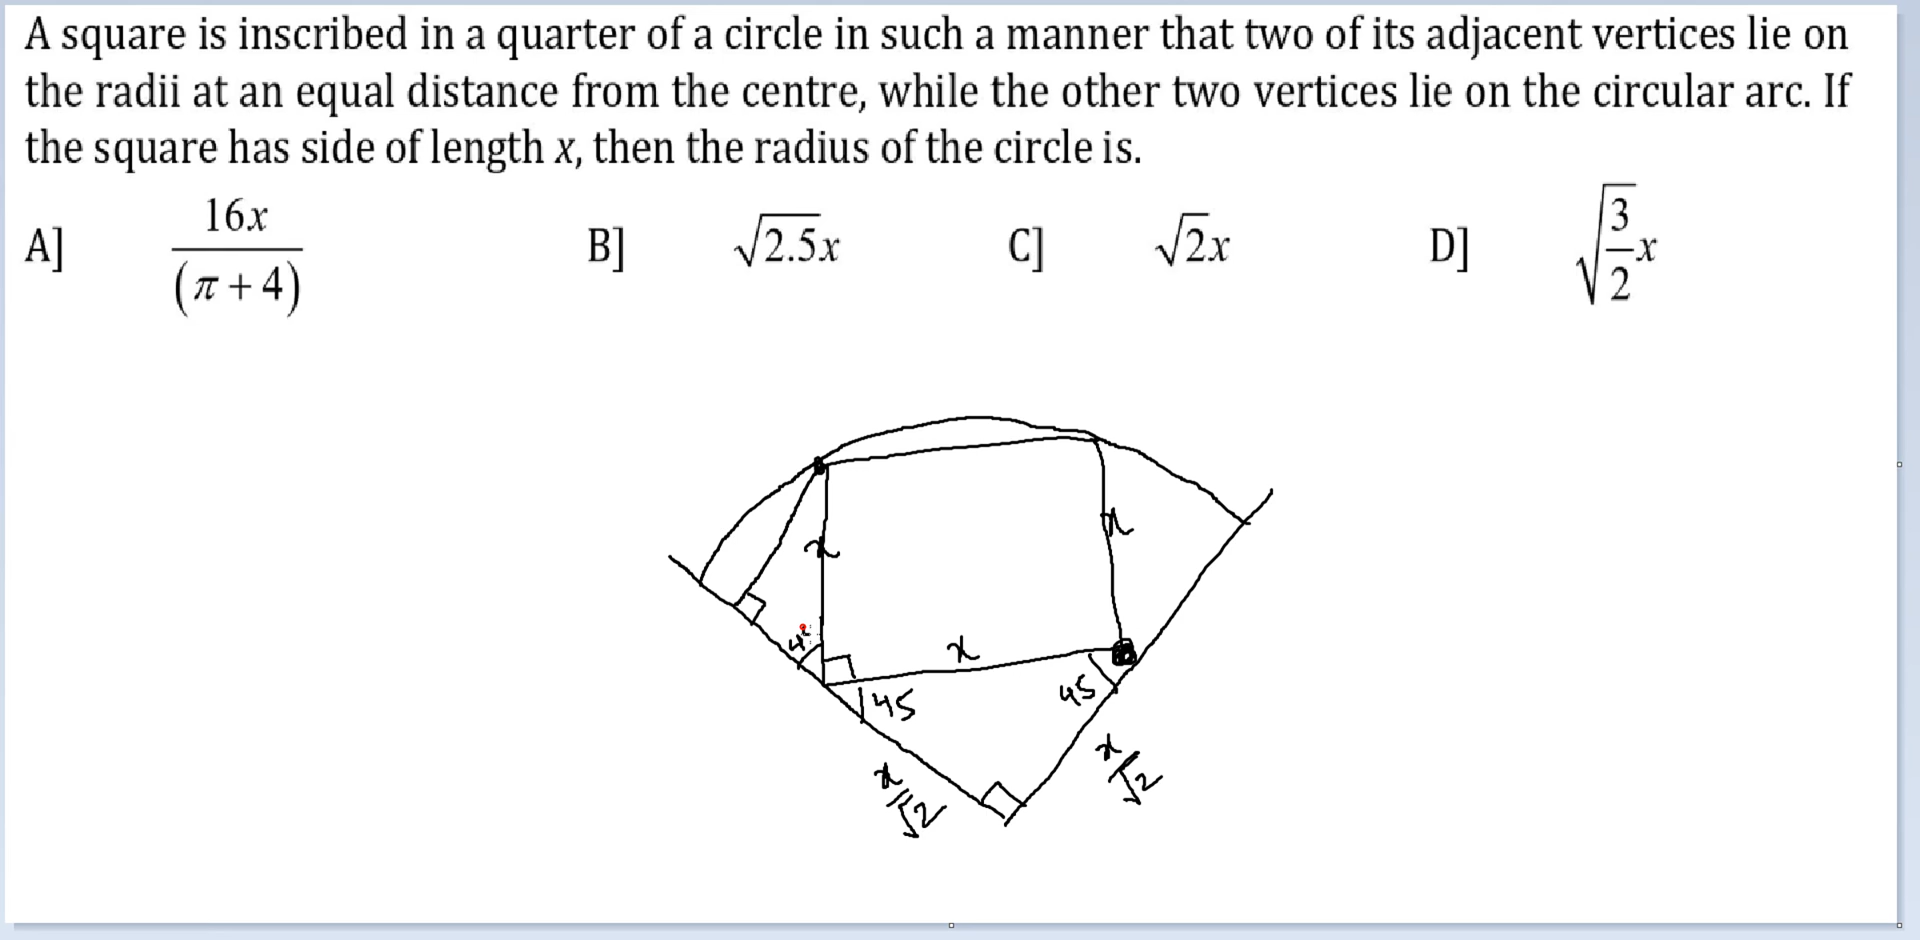 A square is inscribed in a quarter of a circle in such a manner that two of its adjacent vertices lie on
the radii at an equal distance from the centre, while the other two vertices lie on the circular arc. If
the square has side of length x, then the radius of the circle is.
A] 16x/(π+4) B] √2.5x C] √2x D] √(3/2)x
x
x
x
45
45
x/√2
x/√2